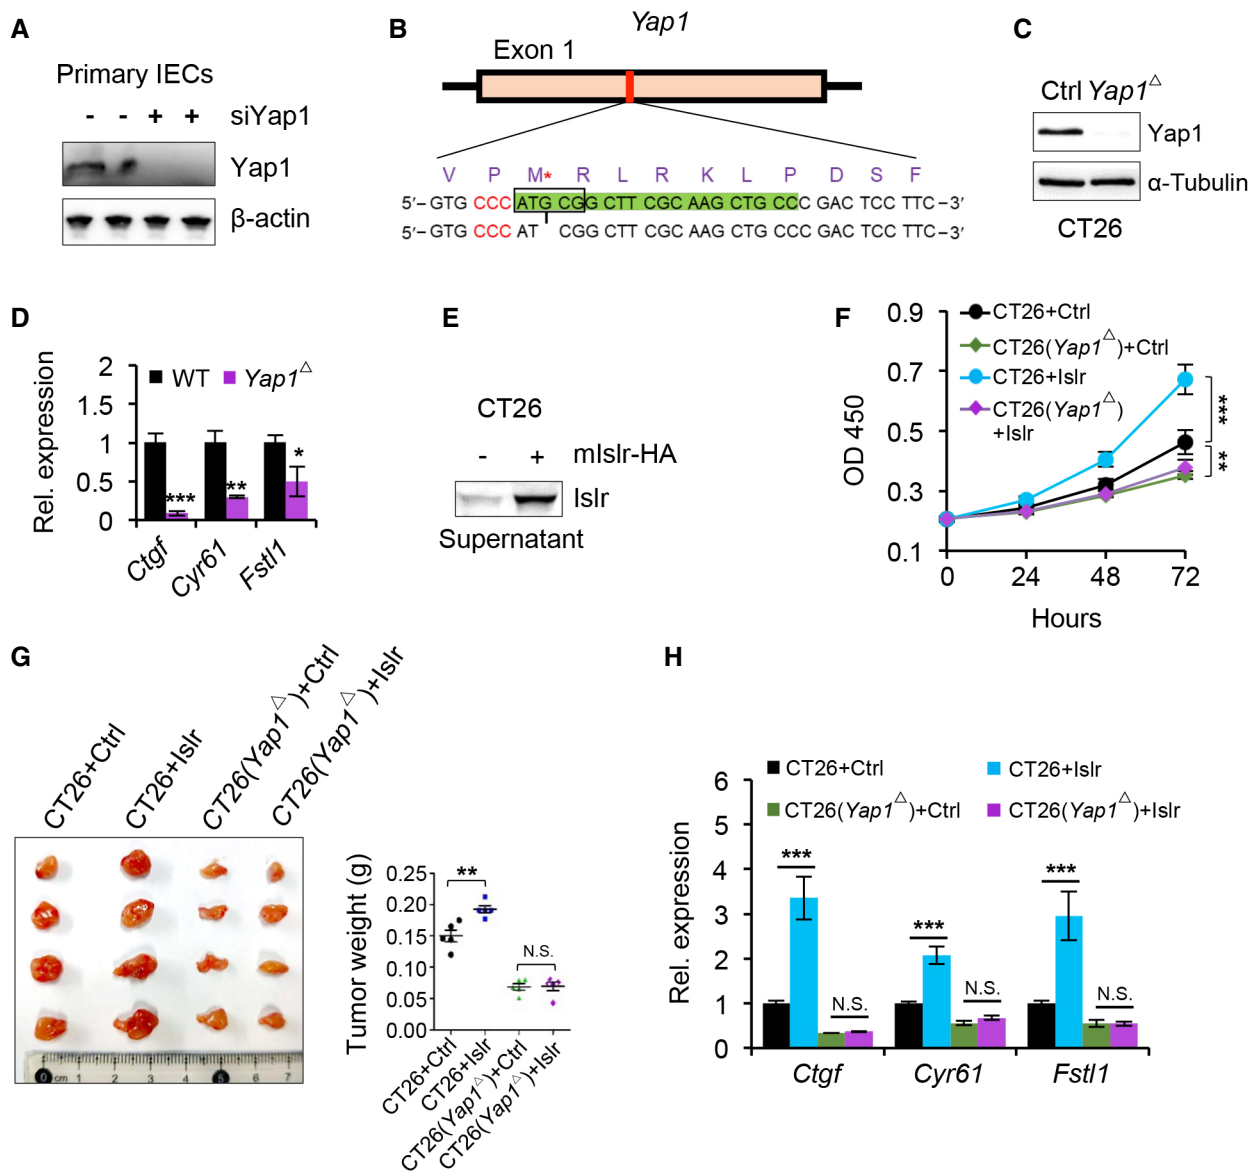 A
Primary IECs
- - + + siYap1
Yap1
β-actin
B
Yap1
Exon 1
V P M* R L R K L P D S F
5′– GTG CCC ATG CGG CTT CGC AAG CTG CCC GAC TCC TTC –3′
5′– GTG CCC AT CGG CTT CGC AAG CTG CCC GAC TCC TTC –3′
C
Ctrl Yap1△
Yap1
α-Tubulin
CT26
D
Rel. expression
2
1.5
1
0.5
0
WT Yap1△
***
**
*
Ctgf
Cyr61
Fstl1
E
CT26
- + mIslr-HA
Islr
Supernatant
F
OD 450
0.9
0.7
0.5
0.3
0.1
CT26+Ctrl
CT26(Yap1△)+Ctrl
CT26+Islr
CT26(Yap1△)
+Islr
***
**
0 24 48 72
Hours
G
CT26+Ctrl
CT26+Islr
CT26(Yap1△)+Ctrl
CT26(Yap1△)+Islr
0 cm 1 2 3 4 5 6 7
Tumor weight (g)
0.25
0.20
0.15
0.10
0.05
0.00
**
N.S.
CT26+Ctrl
CT26+Islr
CT26(Yap1△)+Ctrl
CT26(Yap1△)+Islr
H
CT26+Ctrl
CT26+Islr
CT26(Yap1△)+Ctrl
CT26(Yap1△)+Islr
Rel. expression
6
5
4
3
2
1
0
***
N.S.
***
N.S.
***
N.S.
Ctgf
Cyr61
Fstl1